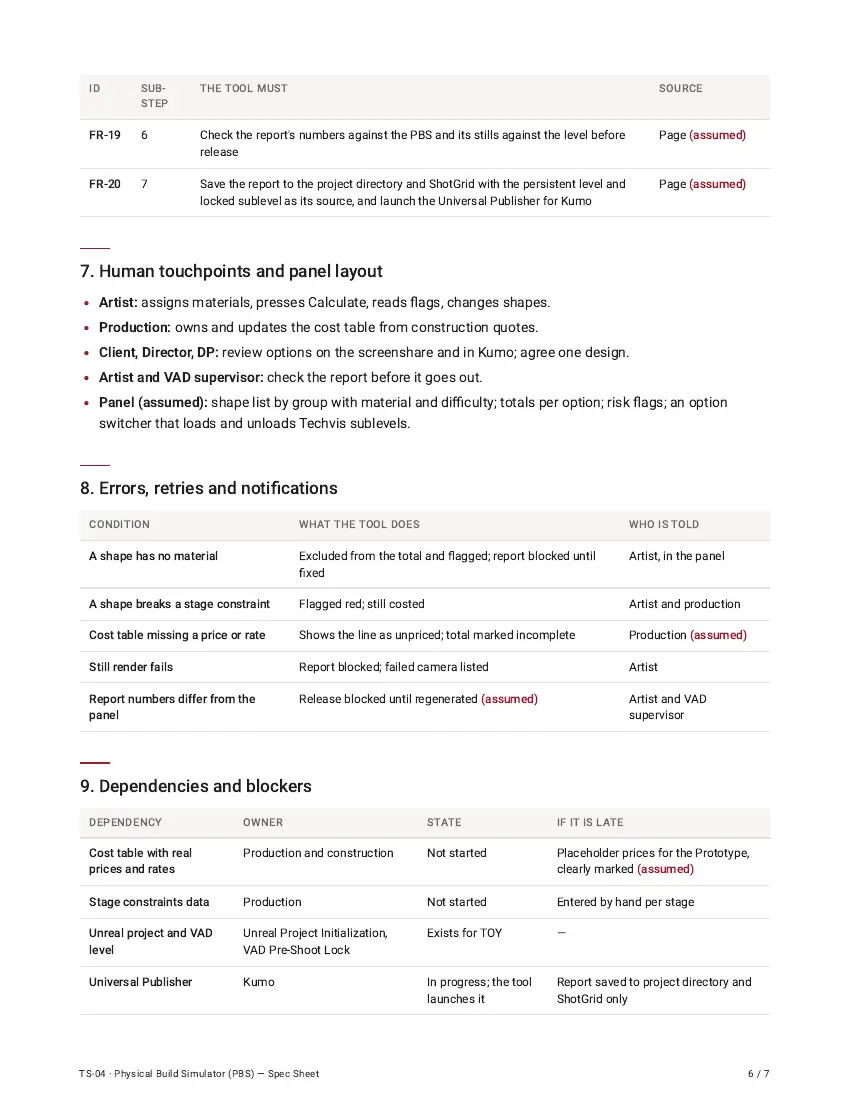 ID SUB- THE TOOL MUST SOURCE
STEP
FR-19 6 Check the report's numbers against the PBS and its stills against the level before Page (assumed)
release
FR-20 7 Save the report to the project directory and ShotGrid with the persistent level and Page (assumed)
locked sublevel as its source, and launch the Universal Publisher for Kumo
7. Human touchpoints and panel layout
• Artist: assigns materials, presses Calculate, reads flags, changes shapes.
• Production: owns and updates the cost table from construction quotes.
• Client, Director, DP: review options on the screenshare and in Kumo; agree one design.
• Artist and VAD supervisor: check the report before it goes out.
• Panel (assumed): shape list by group with material and difficulty; totals per option; risk flags; an option
switcher that loads and unloads Techvis sublevels.
8. Errors, retries and notifications
CONDITION WHAT THE TOOL DOES WHO IS TOLD
A shape has no material Excluded from the total and flagged; report blocked until Artist, in the panel
fixed
A shape breaks a stage constraint Flagged red; still costed Artist and production
Cost table missing a price or rate Shows the line as unpriced; total marked incomplete Production (assumed)
Still render fails Report blocked; failed camera listed Artist
Report numbers differ from the Release blocked until regenerated (assumed) Artist and VAD
panel supervisor
9. Dependencies and blockers
DEPENDENCY OWNER STATE IF IT IS LATE
Cost table with real Production and construction Not started Placeholder prices for the Prototype,
prices and rates clearly marked (assumed)
Stage constraints data Production Not started Entered by hand per stage
Unreal project and VAD Unreal Project Initialization, Exists for TOY —
level VAD Pre-Shoot Lock
Universal Publisher Kumo In progress; the tool Report saved to project directory and
launches it ShotGrid only
TS-04 · Physical Build Simulator (PBS) — Spec Sheet 6 / 7